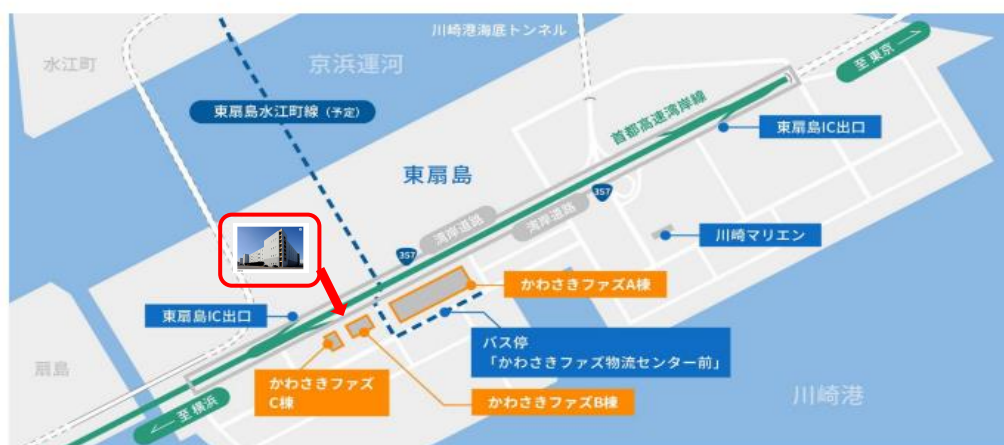 川崎港海底トンネル
水江町
京浜運河
至東京
東扇島水江町線（予定）
首都高速湾岸線
東扇島IC出口
東扇島
357
湾岸道路
湾岸道路
357
川崎マリエン
かわさきファズA棟
東扇島IC出口
バス停
「かわさきファズ物流センター前」
扇島
かわさきファズ
C棟
かわさきファズB棟
至横浜
川崎港